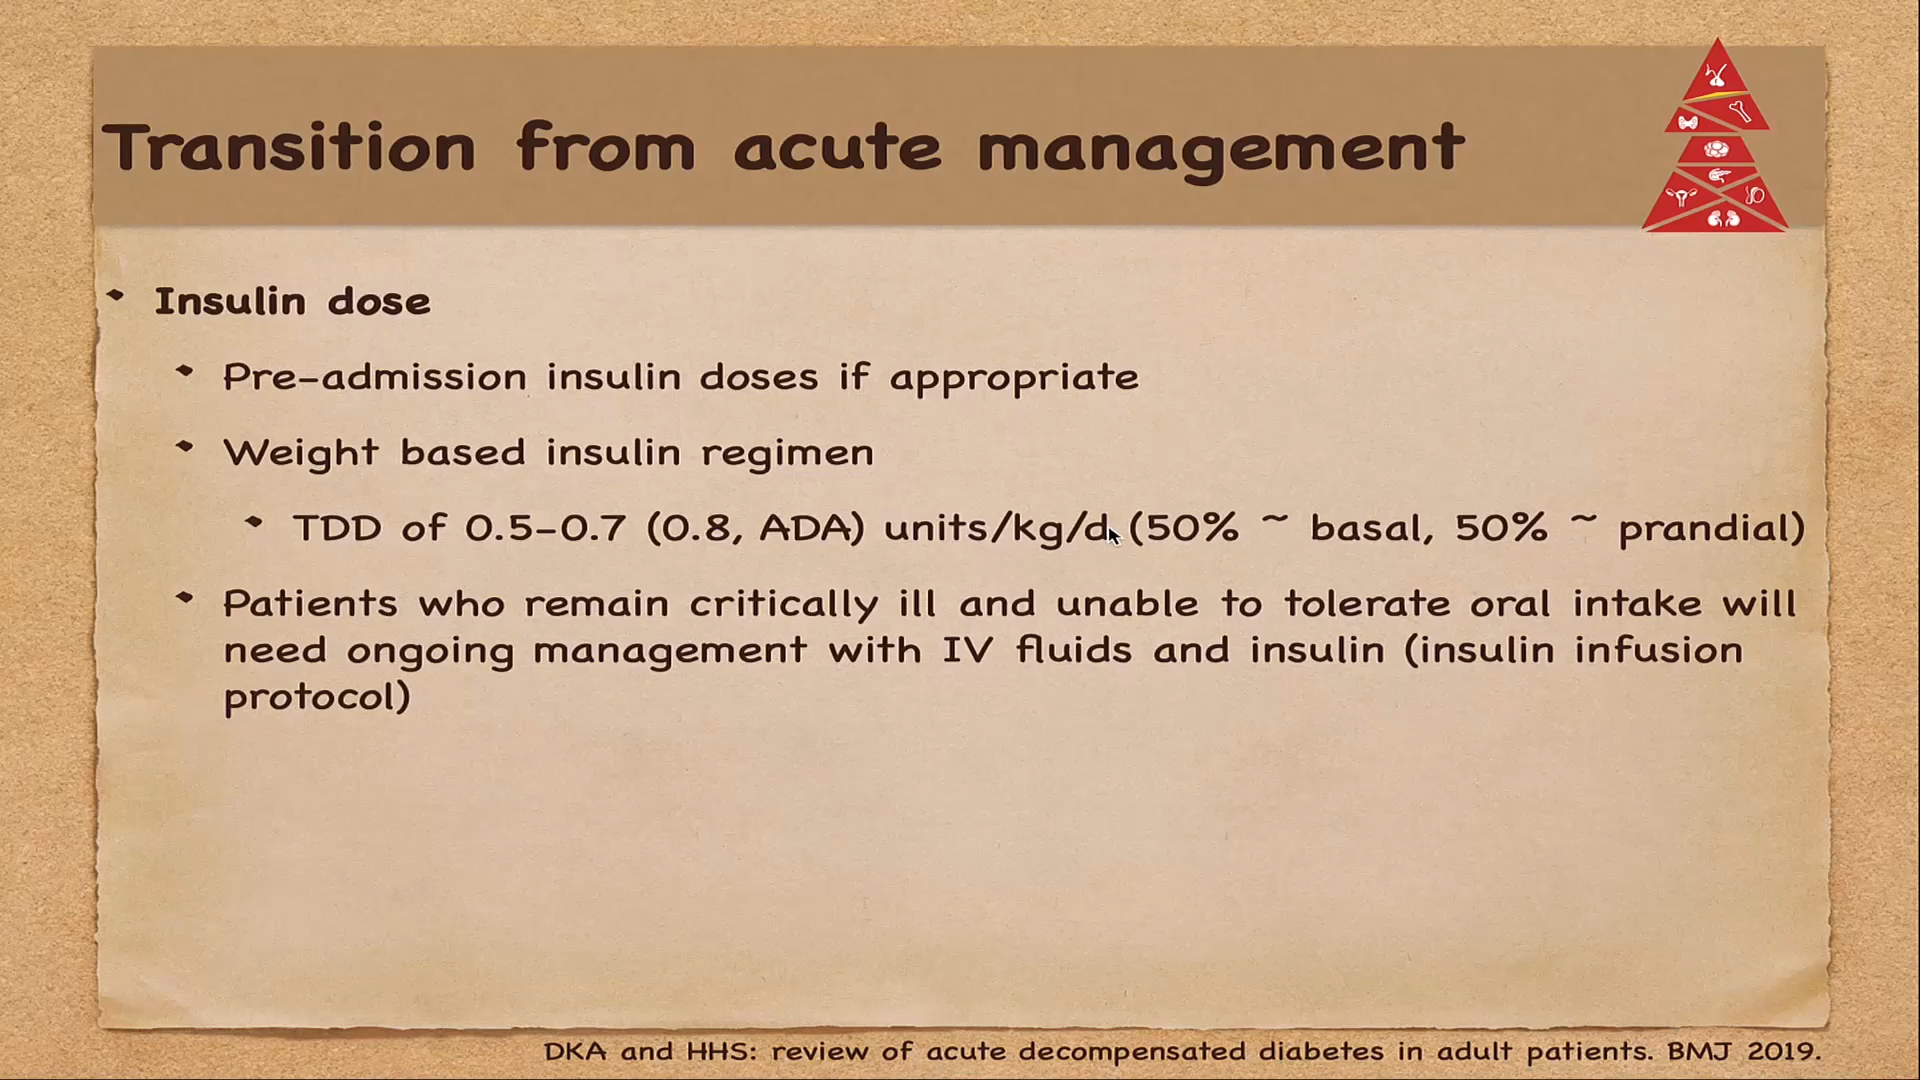 Transition from acute management
• Insulin dose
• Pre-admission insulin doses if appropriate
• Weight based insulin regimen
• TDD of 0.5-0.7 (0.8, ADA) units/kg/d (50% ~ basal, 50% ~ prandial)
• Patients who remain critically ill and unable to tolerate oral intake will
need ongoing management with IV fluids and insulin (insulin infusion
protocol)
DKA and HHS: review of acute decompensated diabetes in adult patients. BMJ 2019.